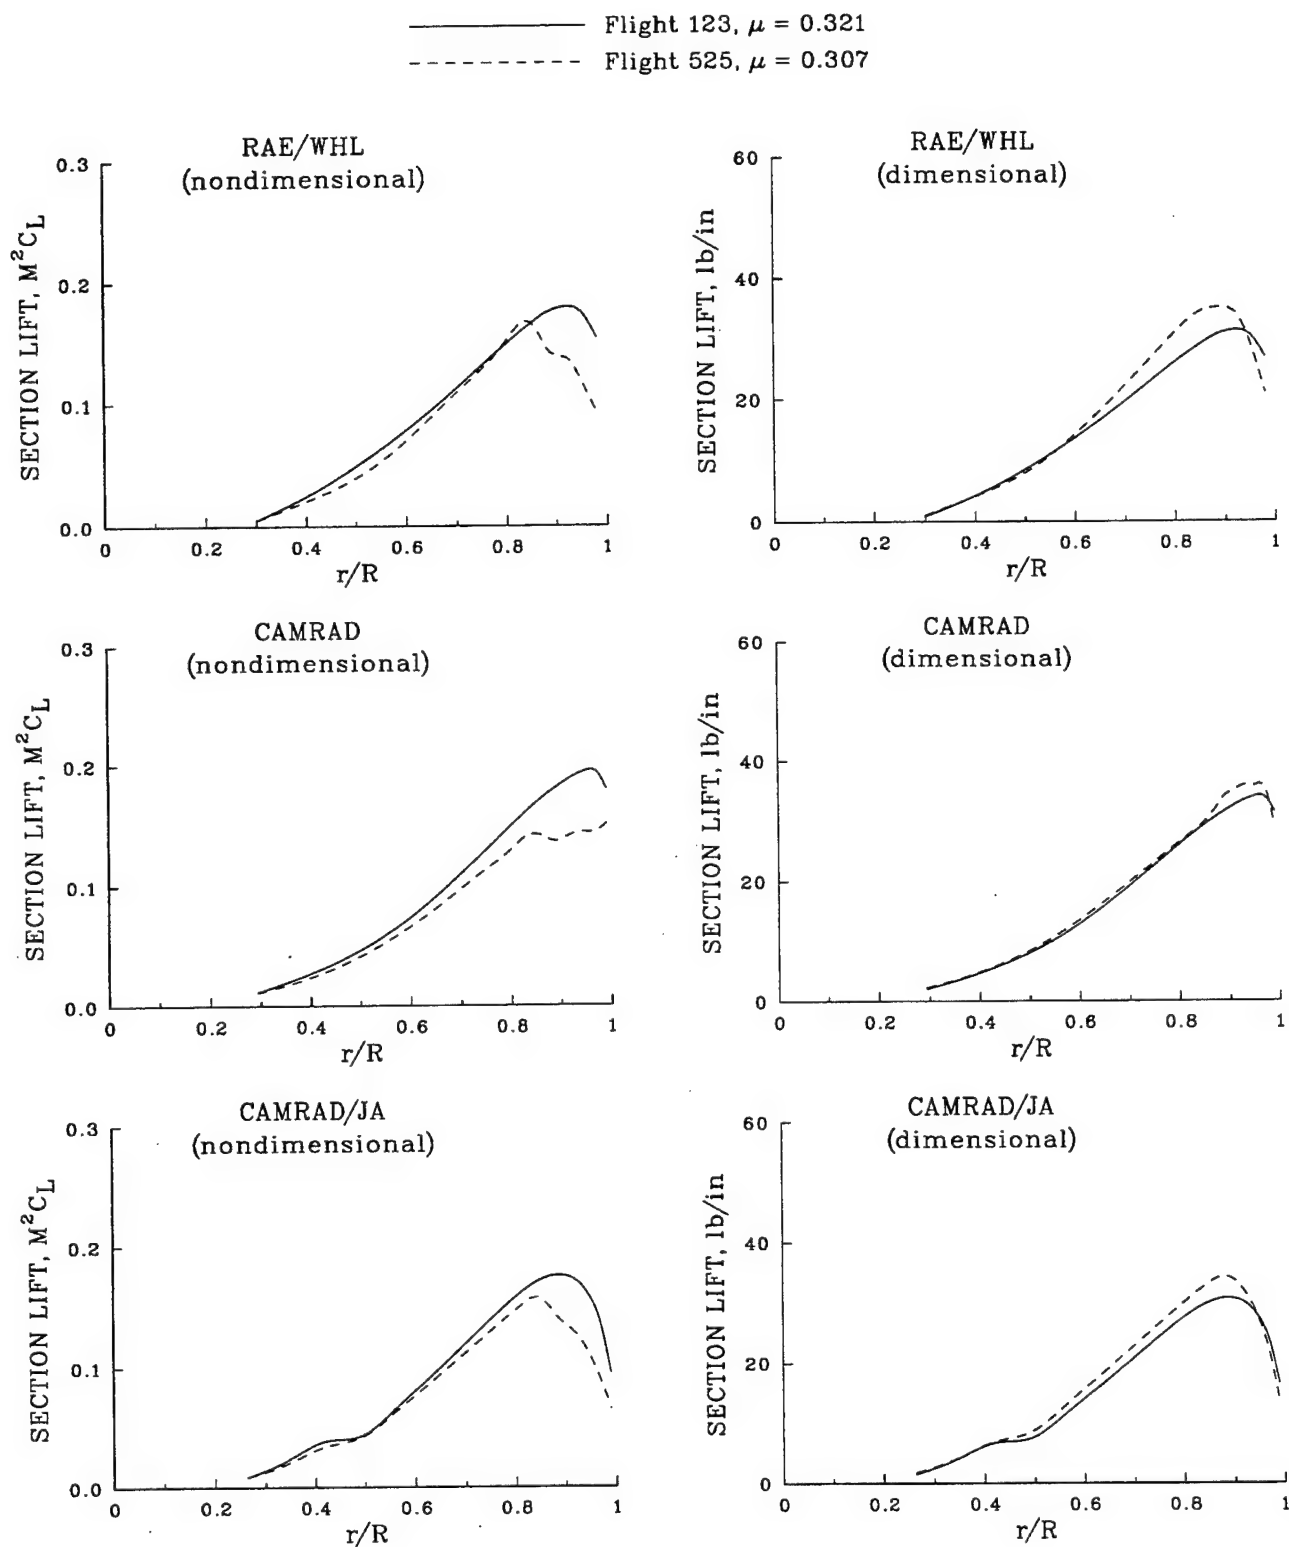 Flight 123, μ = 0.321
Flight 525, μ = 0.307
RAE/WHL
(nondimensional)
SECTION LIFT, M²C_L
0.3
0.2
0.1
0.0
0 0.2 0.4 0.6 0.8 1
r/R
RAE/WHL
(dimensional)
SECTION LIFT, lb/in
60
40
20
0
0 0.2 0.4 0.6 0.8 1
r/R
CAMRAD
(nondimensional)
SECTION LIFT, M²C_L
0.3
0.2
0.1
0.0
0 0.2 0.4 0.6 0.8 1
r/R
CAMRAD
(dimensional)
SECTION LIFT, lb/in
60
40
20
0
0 0.2 0.4 0.6 0.8 1
r/R
CAMRAD/JA
(nondimensional)
SECTION LIFT, M²C_L
0.3
0.2
0.1
0.0
0 0.2 0.4 0.6 0.8 1
r/R
CAMRAD/JA
(dimensional)
SECTION LIFT, lb/in
60
40
20
0
0 0.2 0.4 0.6 0.8 1
r/R